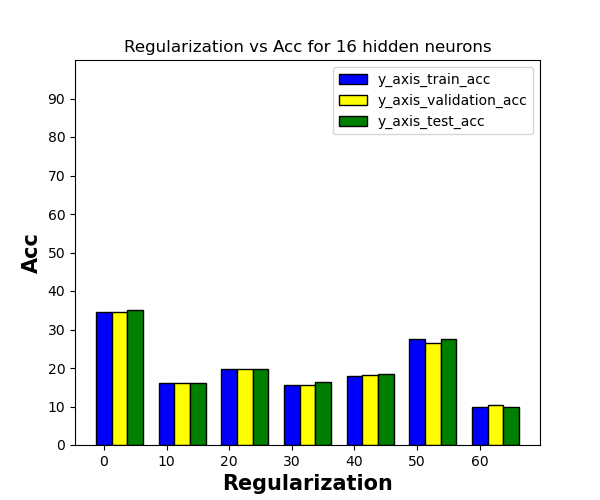 Regularization vs Acc for 16 hidden neurons
y_axis_train_acc
y_axis_validation_acc
y_axis_test_acc
90
80
70
60
50
40
30
20
10
0
Acc
0 10 20 30 40 50 60
Regularization